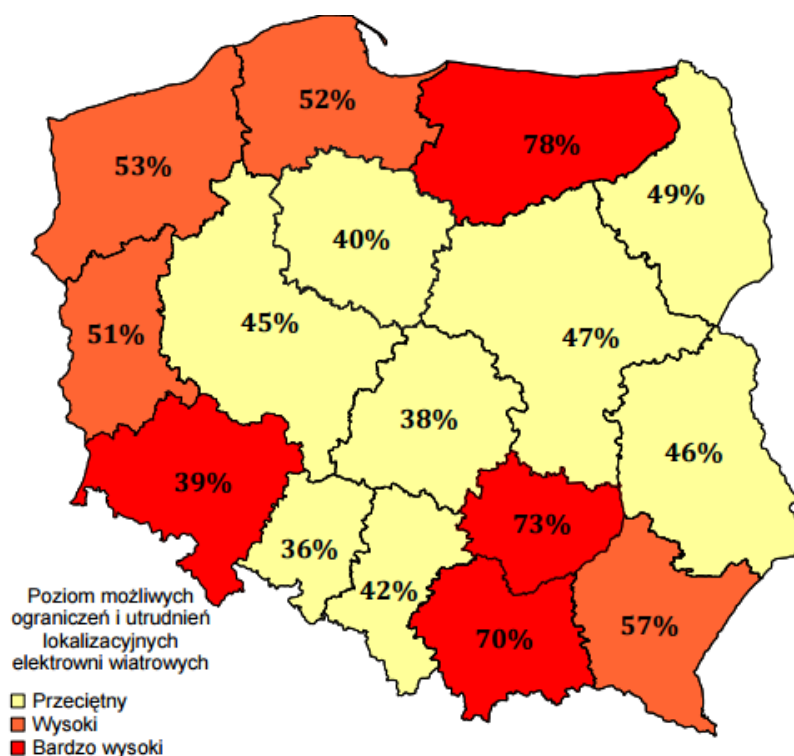 52%
78%
53%
49%
40%
45%
51%
47%
38%
46%
39%
73%
36%
42%
57%
70%
Poziom możliwych
ograniczeń i utrudnień
lokalizacyjnych
elektrowni wiatrowych
Przeciętny
Wysoki
Bardzo wysoki